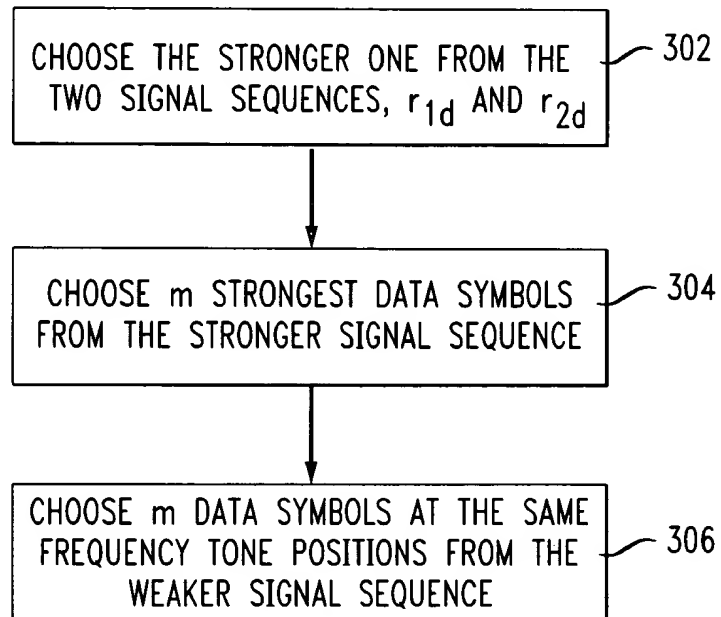 CHOOSE THE STRONGER ONE FROM THE
TWO SIGNAL SEQUENCES, r1d AND r2d
302
CHOOSE m STRONGEST DATA SYMBOLS
FROM THE STRONGER SIGNAL SEQUENCE
304
CHOOSE m DATA SYMBOLS AT THE SAME
FREQUENCY TONE POSITIONS FROM THE
WEAKER SIGNAL SEQUENCE
306